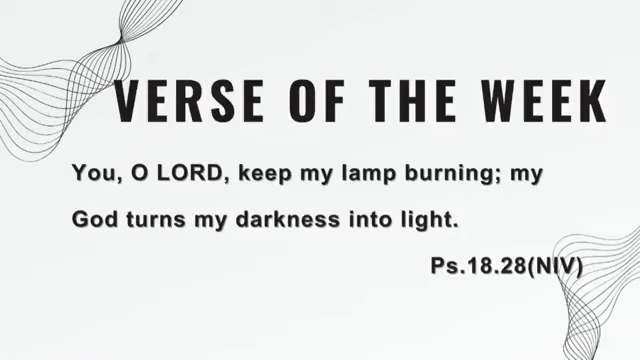 VERSE OF THE WEEK
You, O LORD, keep my lamp burning; my
God turns my darkness into light.
Ps.18.28(NIV)